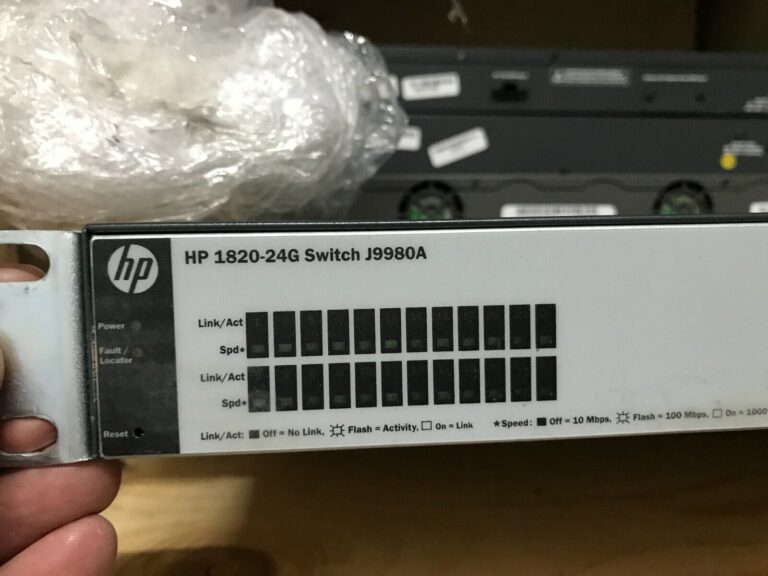 hp
HP 1820-24G Switch J9980A
Power
Fault /
Locator
Reset
Link/Act
Spd*
Link/Act
Spd*
Link/Act: Off = No Link, Flash = Activity, On = Link *Speed: Off = 10 Mbps, Flash = 100 Mbps, On = 1000